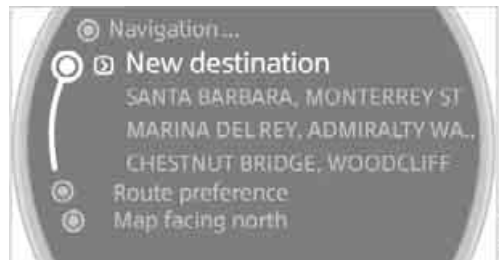 Navigation...
New destination
SANTA BARBARA, MONTERREY ST
MARINA DEL REY, ADMIRALTY WA..
CHESTNUT BRIDGE, WOODCLIFF
Route preference
Map facing north